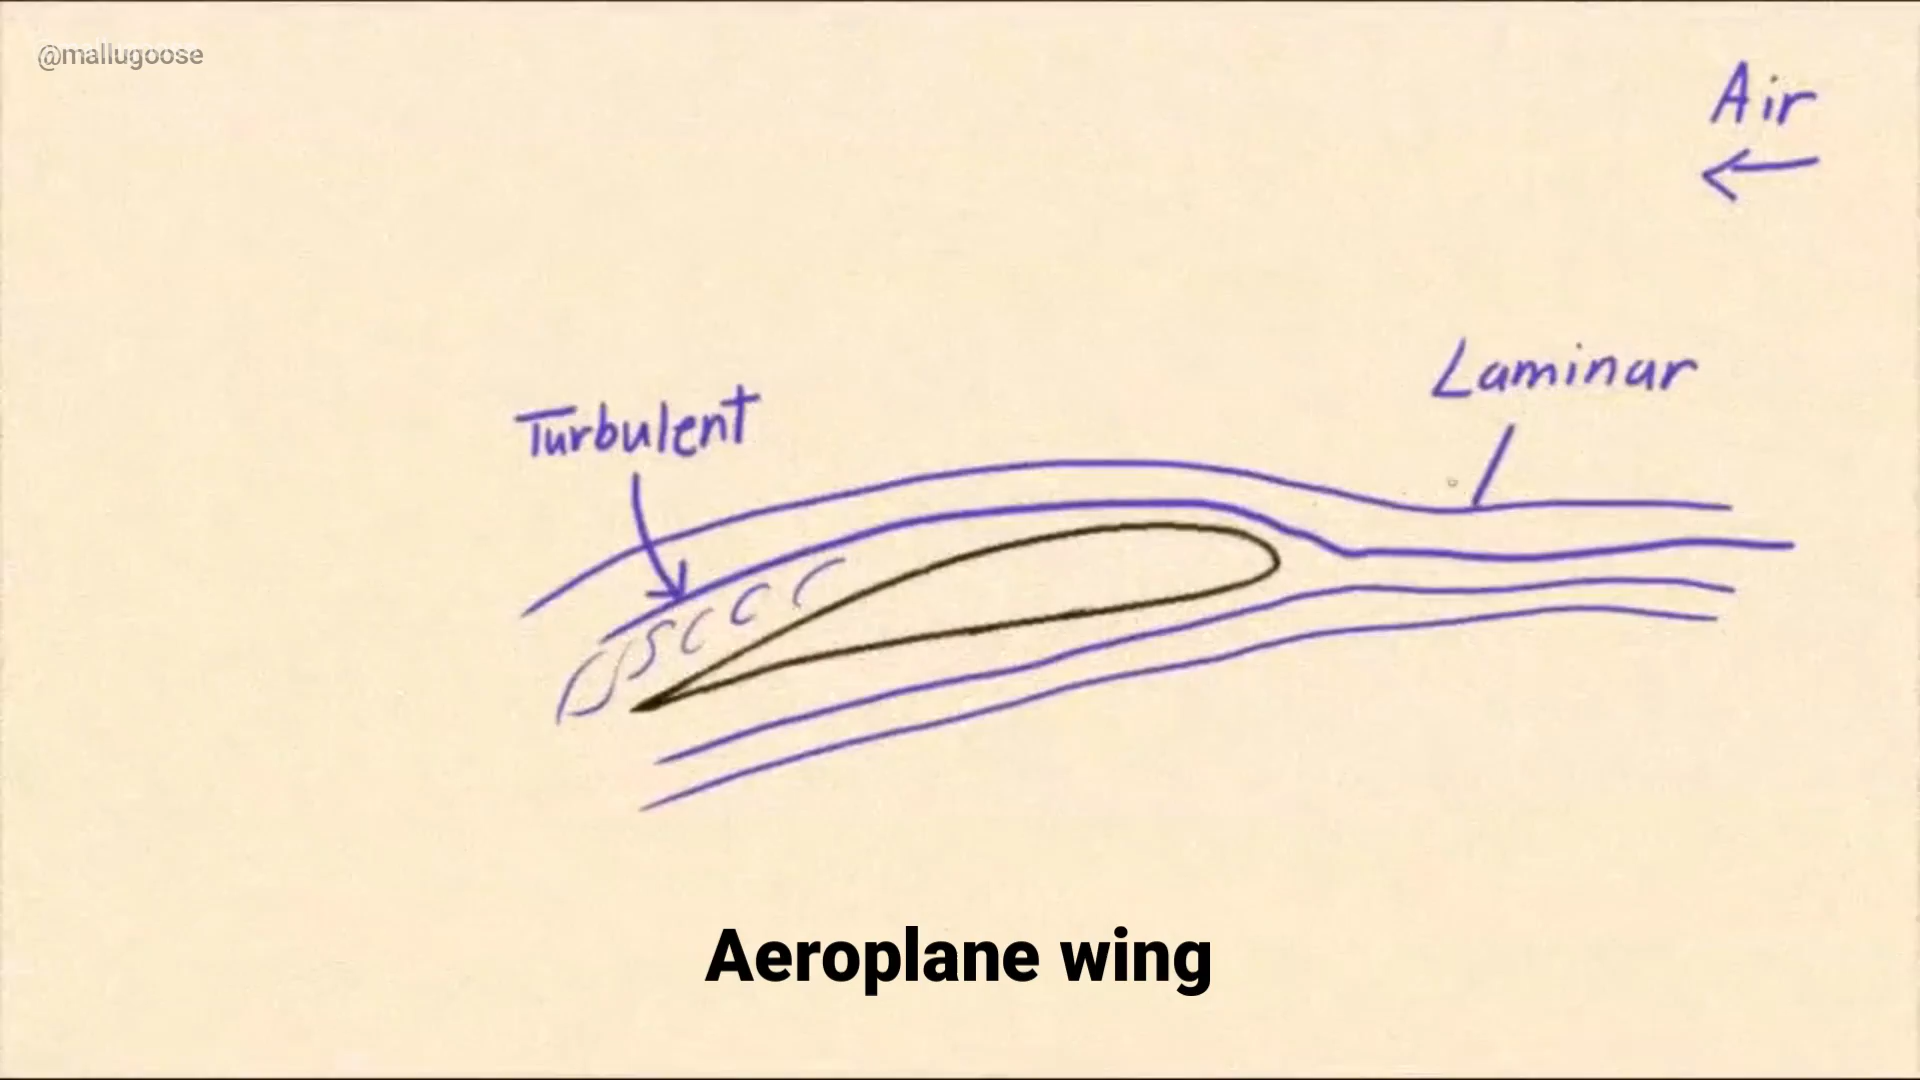 @mallugoose
Air
Laminar
Turbulent
Aeroplane wing